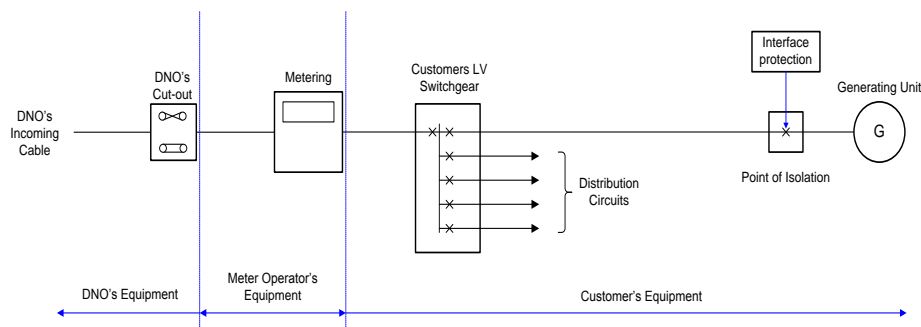 DNO's
Incoming
Cable
DNO's
Cut-out
Metering
Customers LV
Switchgear
Distribution
Circuits
Interface
protection
Point of Isolation
Generating Unit
G
DNO's Equipment
Meter Operator's
Equipment
Customer's Equipment